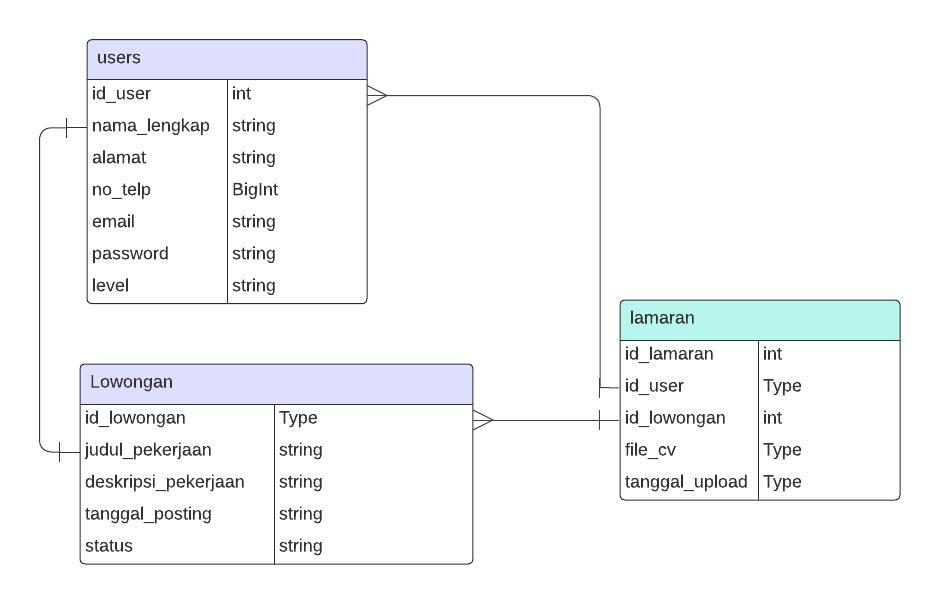 users
id_user int
nama_lengkap string
alamat string
no_telp BigInt
email string
password string
level string
Lowongan
id_lowongan Type
judul_pekerjaan string
deskripsi_pekerjaan string
tanggal_posting string
status string
lamaran
id_lamaran int
id_user Type
id_lowongan int
file_cv Type
tanggal_upload Type